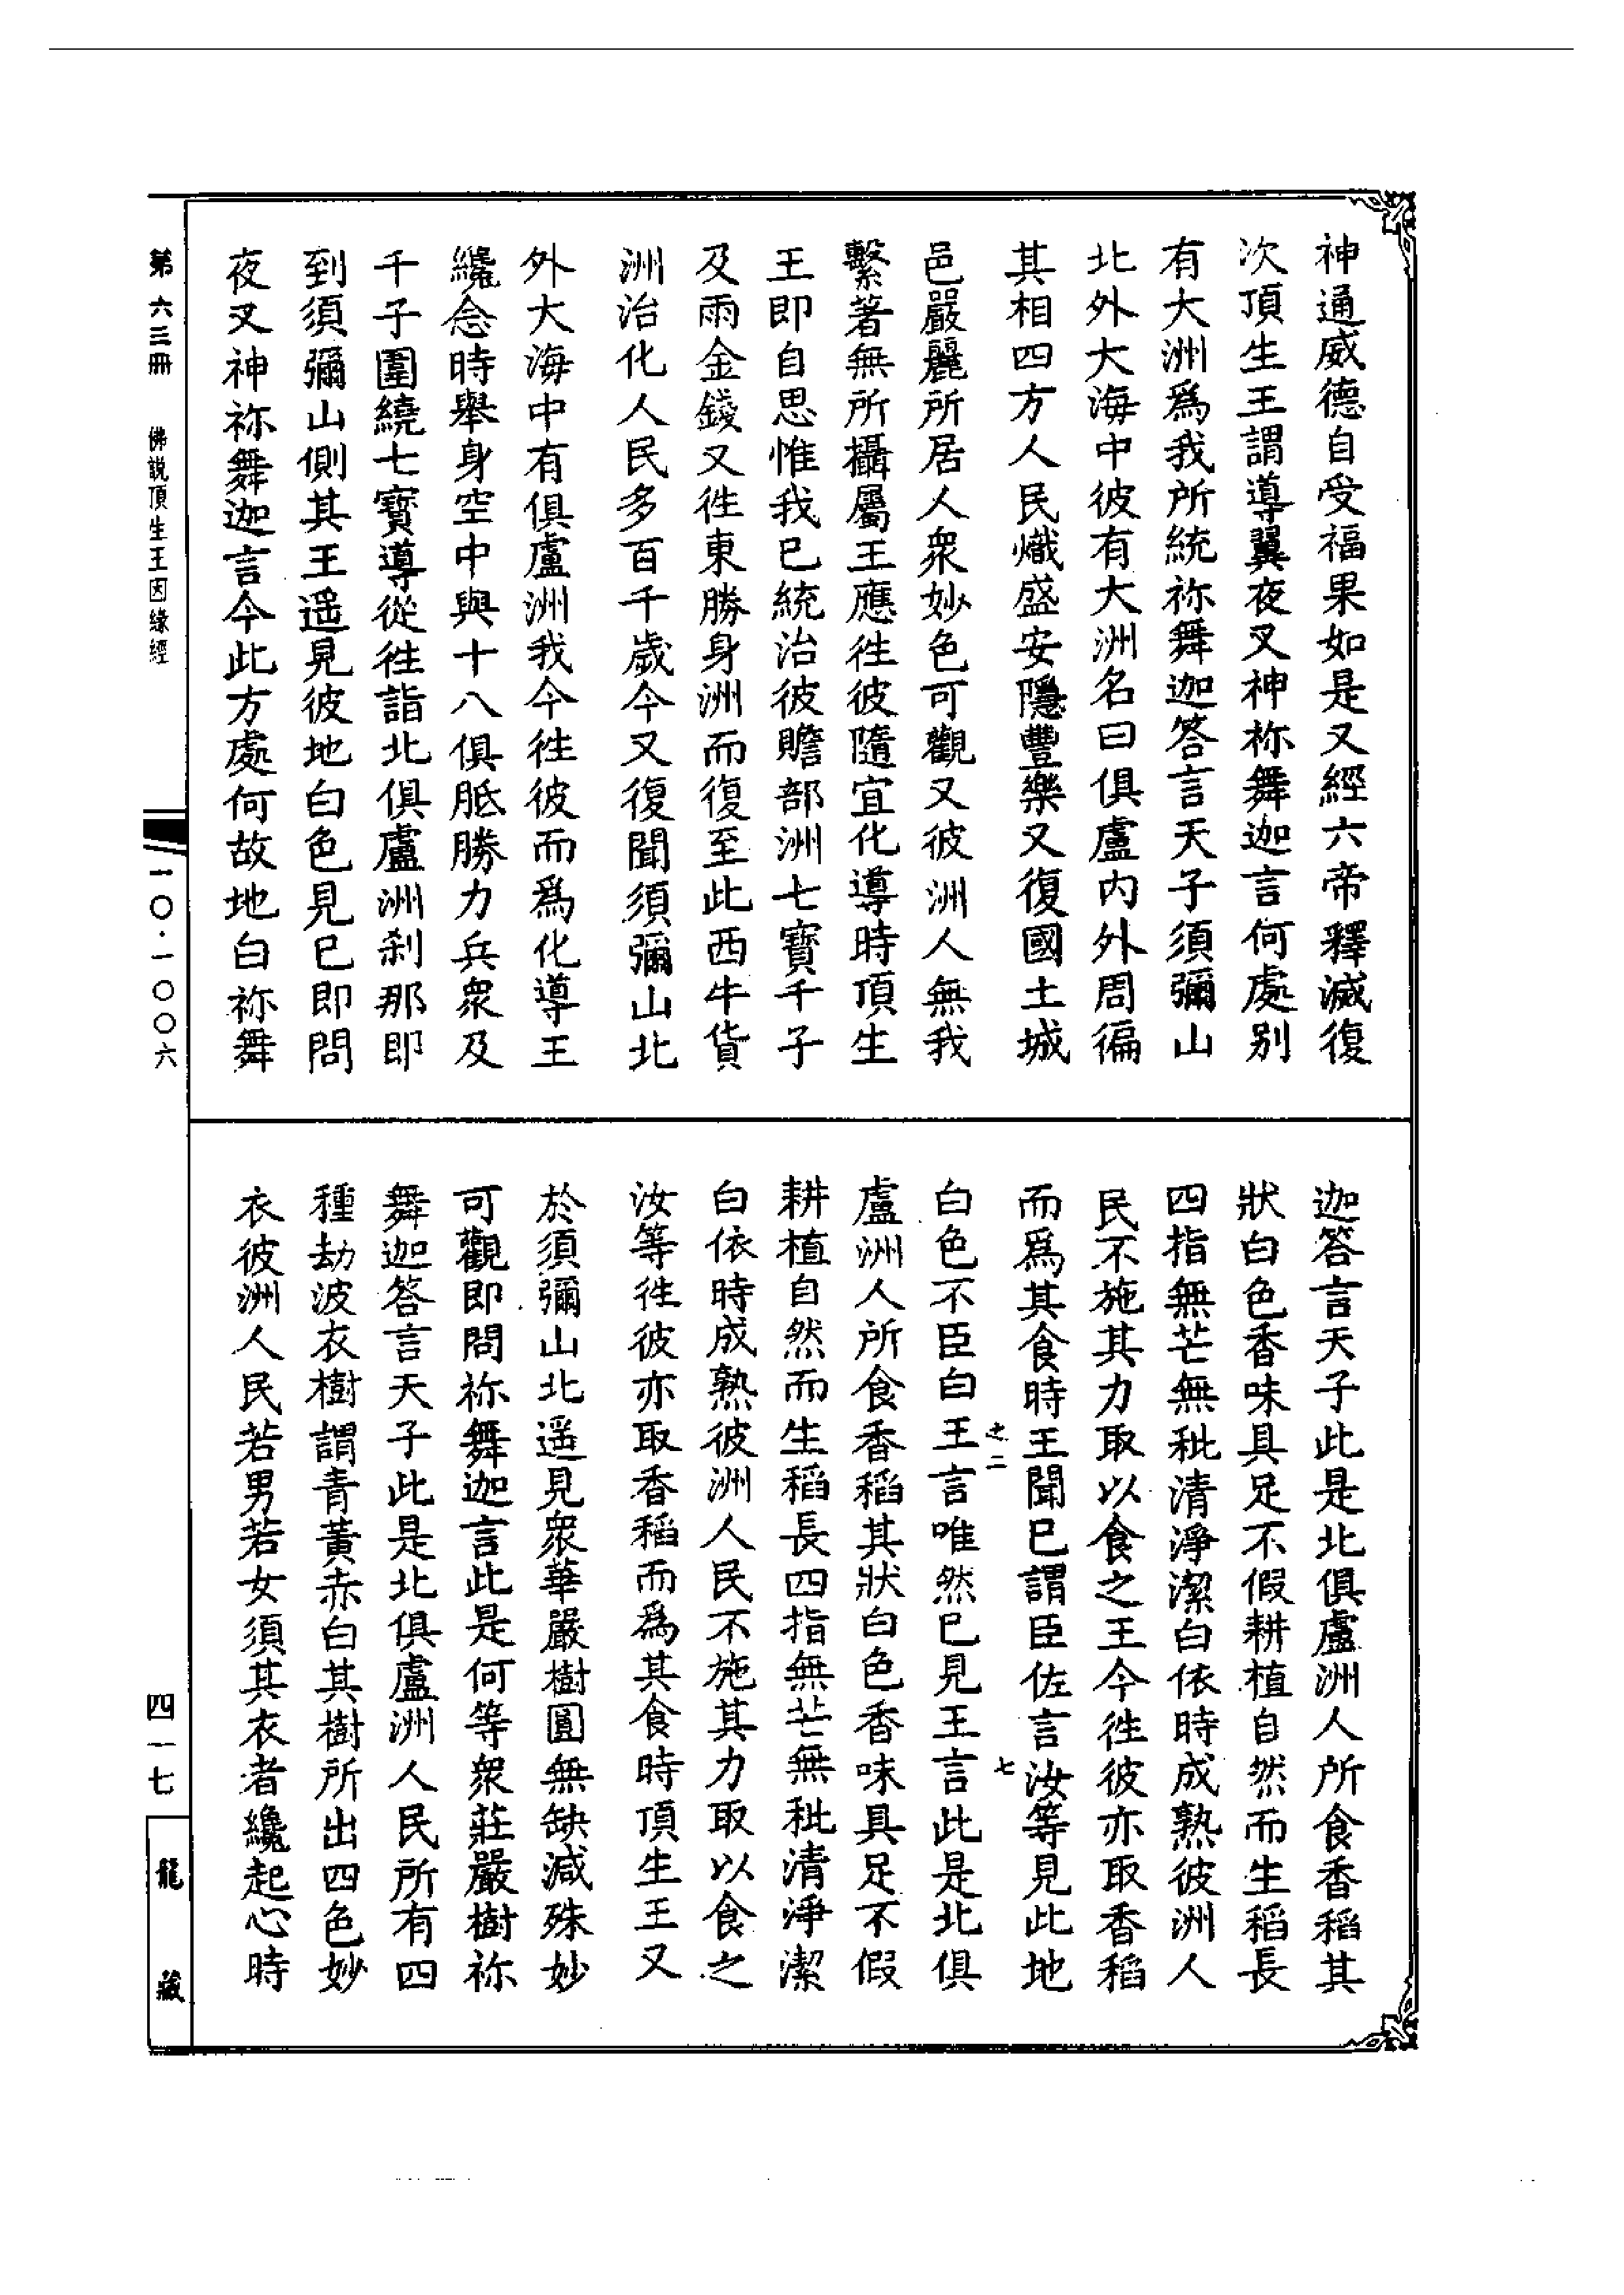 神通威德自受福果如是又經六帝釋滅復
次頂生王謂導翼夜叉神祢舞迦言何處別
有大洲爲我所統祢舞迦答言天子須彌山
北外大海中彼有大洲名曰俱盧內外周徧
其相四方人民熾盛安隱豐樂又復國土城
邑嚴麗所居人衆妙色可觀又彼洲人無我
繫著無所攝屬王應徃彼隨宜化導時頂生
王即自思惟我已統治彼贍部洲七寶千子
及雨金錢又徃東勝身洲而復至此西牛貨
洲治化人民多百千歲今又復聞須彌山北
外大海中有俱盧洲我今徃彼而爲化導王
纔念時舉身空中與十八俱胝勝力兵衆及
千子圍繞七寶導從徃詣北俱盧洲剎那即
到須彌山側其王遥見彼地白色見已即問
夜叉神祢舞迦言今此方處何故地白祢舞
迦答言天子此是北俱盧洲人所食香稻其
狀白色香味具足不假耕植自然而生稻長
四指無芒無秕清淨潔白依時成熟彼洲人
民不施其力取以食之王今徃彼亦取香稻
而爲其食時王聞已謂臣佐言汝等見此地
之二 七
白色不臣白王言唯然已見王言此是北俱
盧洲人所食香稻其狀白色香味具足不假
耕植自然而生稻長四指無芒無秕清淨潔
白依時成熟彼洲人民不施其力取以食之
汝等徃彼亦取香稻而爲其食時頂生王又
於須彌山北遥見衆華嚴樹圓無缺減殊妙
可觀即問祢舞迦言此是何等衆莊嚴樹祢
舞迦答言天子此是北俱盧洲人民所有四
種劫波衣樹謂青黃赤白其樹所出四色妙
衣彼洲人民若男若女須其衣者纔起心時
第六三冊 佛説頂生王因緣經
一〇·一〇〇六
四一七
龍藏